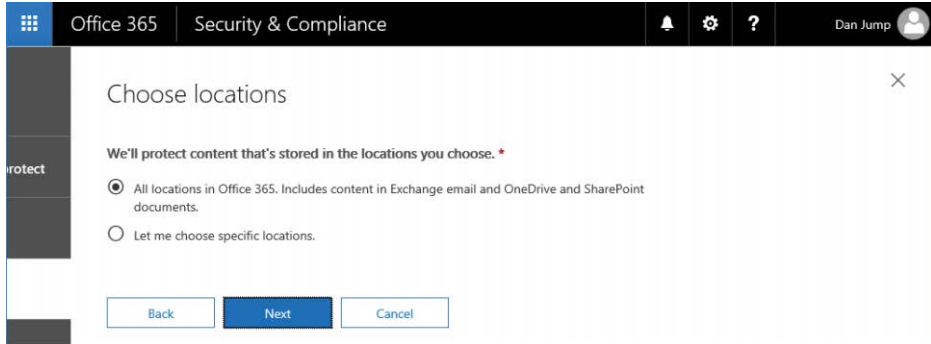 Office 365
Security & Compliance
?
Dan Jump
Choose locations
We'll protect content that's stored in the locations you choose. *
rotect
All locations in Office 365. Includes content in Exchange email and OneDrive and SharePoint
documents.
Let me choose specific locations.
Back
Next
Cancel